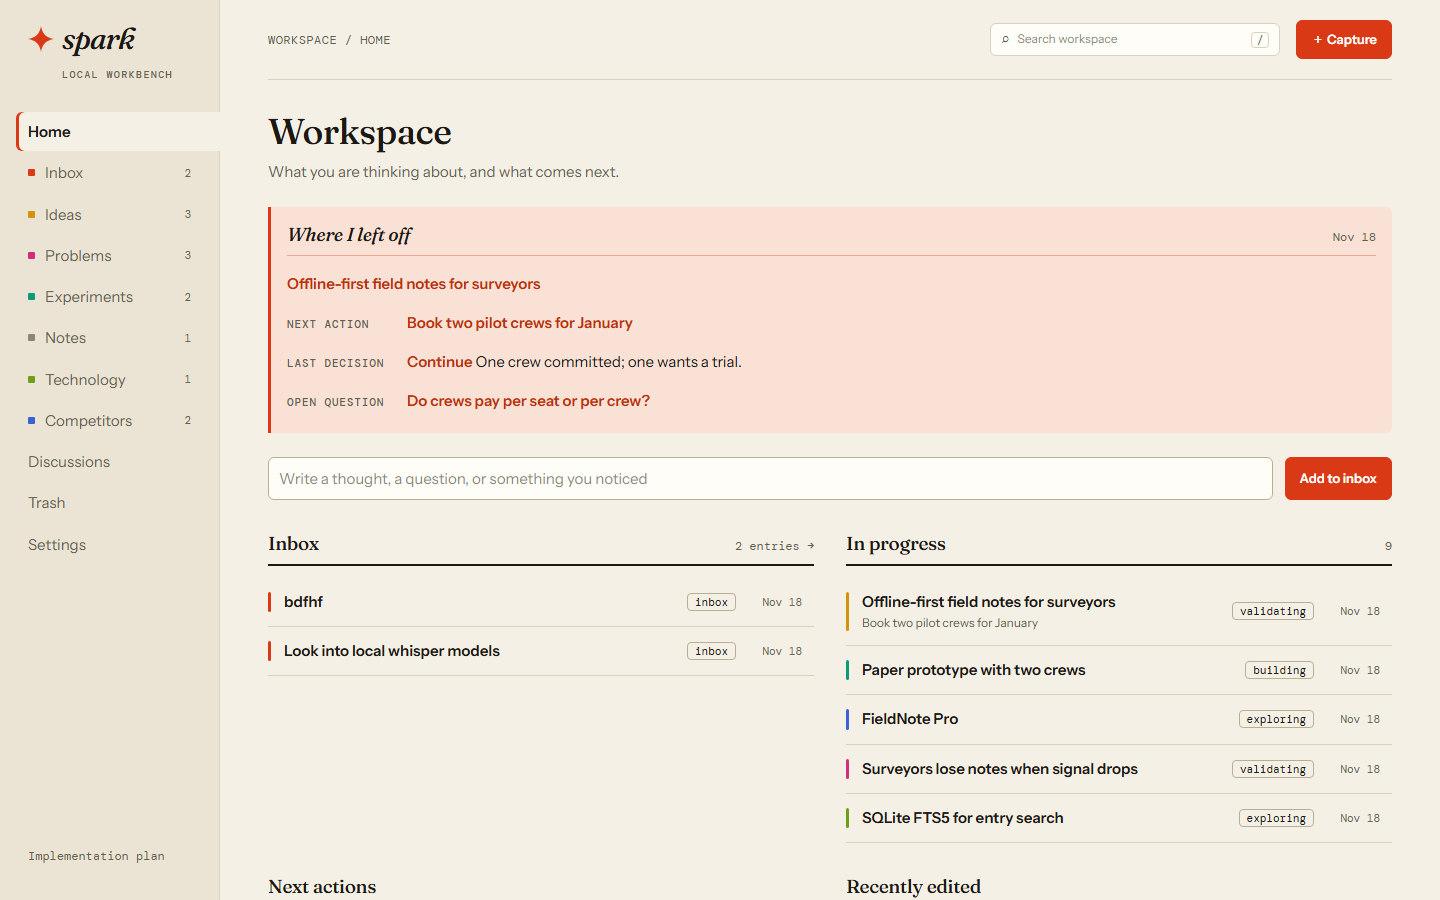 spark
LOCAL WORKBENCH
Home
Inbox 2
Ideas 3
Problems 3
Experiments 2
Notes 1
Technology 1
Competitors 2
Discussions
Trash
Settings
Implementation plan
WORKSPACE / HOME
Search workspace /
+ Capture
Workspace
What you are thinking about, and what comes next.
Where I left off Nov 18
Offline-first field notes for surveyors
NEXT ACTION Book two pilot crews for January
LAST DECISION Continue One crew committed; one wants a trial.
OPEN QUESTION Do crews pay per seat or per crew?
Write a thought, a question, or something you noticed
Add to inbox
Inbox 2 entries →
bdfhf inbox Nov 18
Look into local whisper models inbox Nov 18
In progress 9
Offline-first field notes for surveyors validating Nov 18
Book two pilot crews for January
Paper prototype with two crews building Nov 18
FieldNote Pro exploring Nov 18
Surveyors lose notes when signal drops validating Nov 18
SQLite FTS5 for entry search exploring Nov 18
Next actions
Recently edited